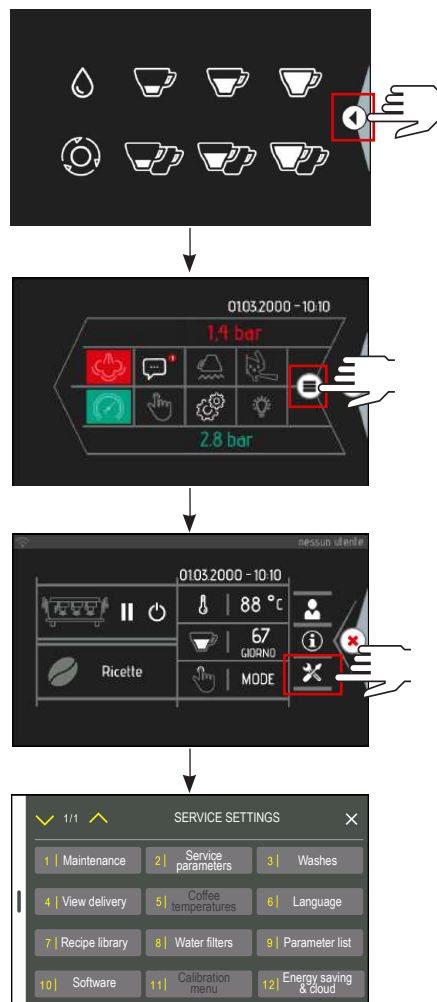 01.03.2000 - 10:10
1,4 bar
2.8 bar
nessun utente
01.03.2000 - 10:10
88 °C
67
GIORNO
Ricette
MODE
1/1 SERVICE SETTINGS
1 | Maintenance
2 | Service parameters
3 | Washes
4 | View delivery
5 | Coffee temperatures
6 | Language
7 | Recipe library
8 | Water filters
9 | Parameter list
10 | Software
11 | Calibration menu
12 | Energy saving & cloud